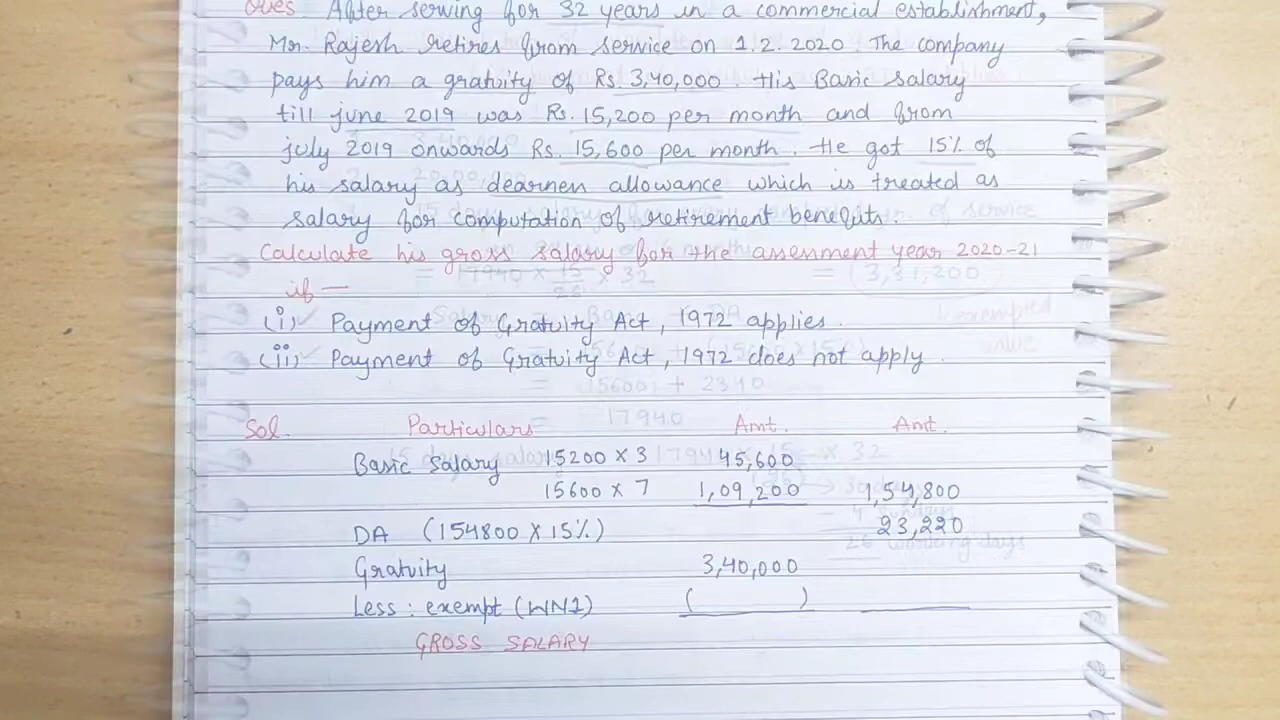 Ques. After serving for 32 years in a commercial establishment,
Mr. Rajesh retires from service on 1.2.2020. The company
pays him a gratuity of Rs. 3,40,000. His Basic salary
till june 2019 was Rs. 15,200 per month and from
july 2019 onwards Rs. 15,600 per month. He got 15% of
his salary as dearness allowance which is treated as
salary for computation of retirement benefits.
Calculate his gross salary for the assessment year 2020-21
if —
(i) Payment of Gratuity Act, 1972 applies.
(ii) Payment of Gratuity Act, 1972 does not apply.
Sol. Particulars Amt. Amt.
Basic Salary 15200 × 3 45,600
15600 × 7 1,09,200 1,54,800
DA (154800 × 15%) 23,220
Gratuity 3,40,000
Less : exempt (WN1) ( )
GROSS SALARY